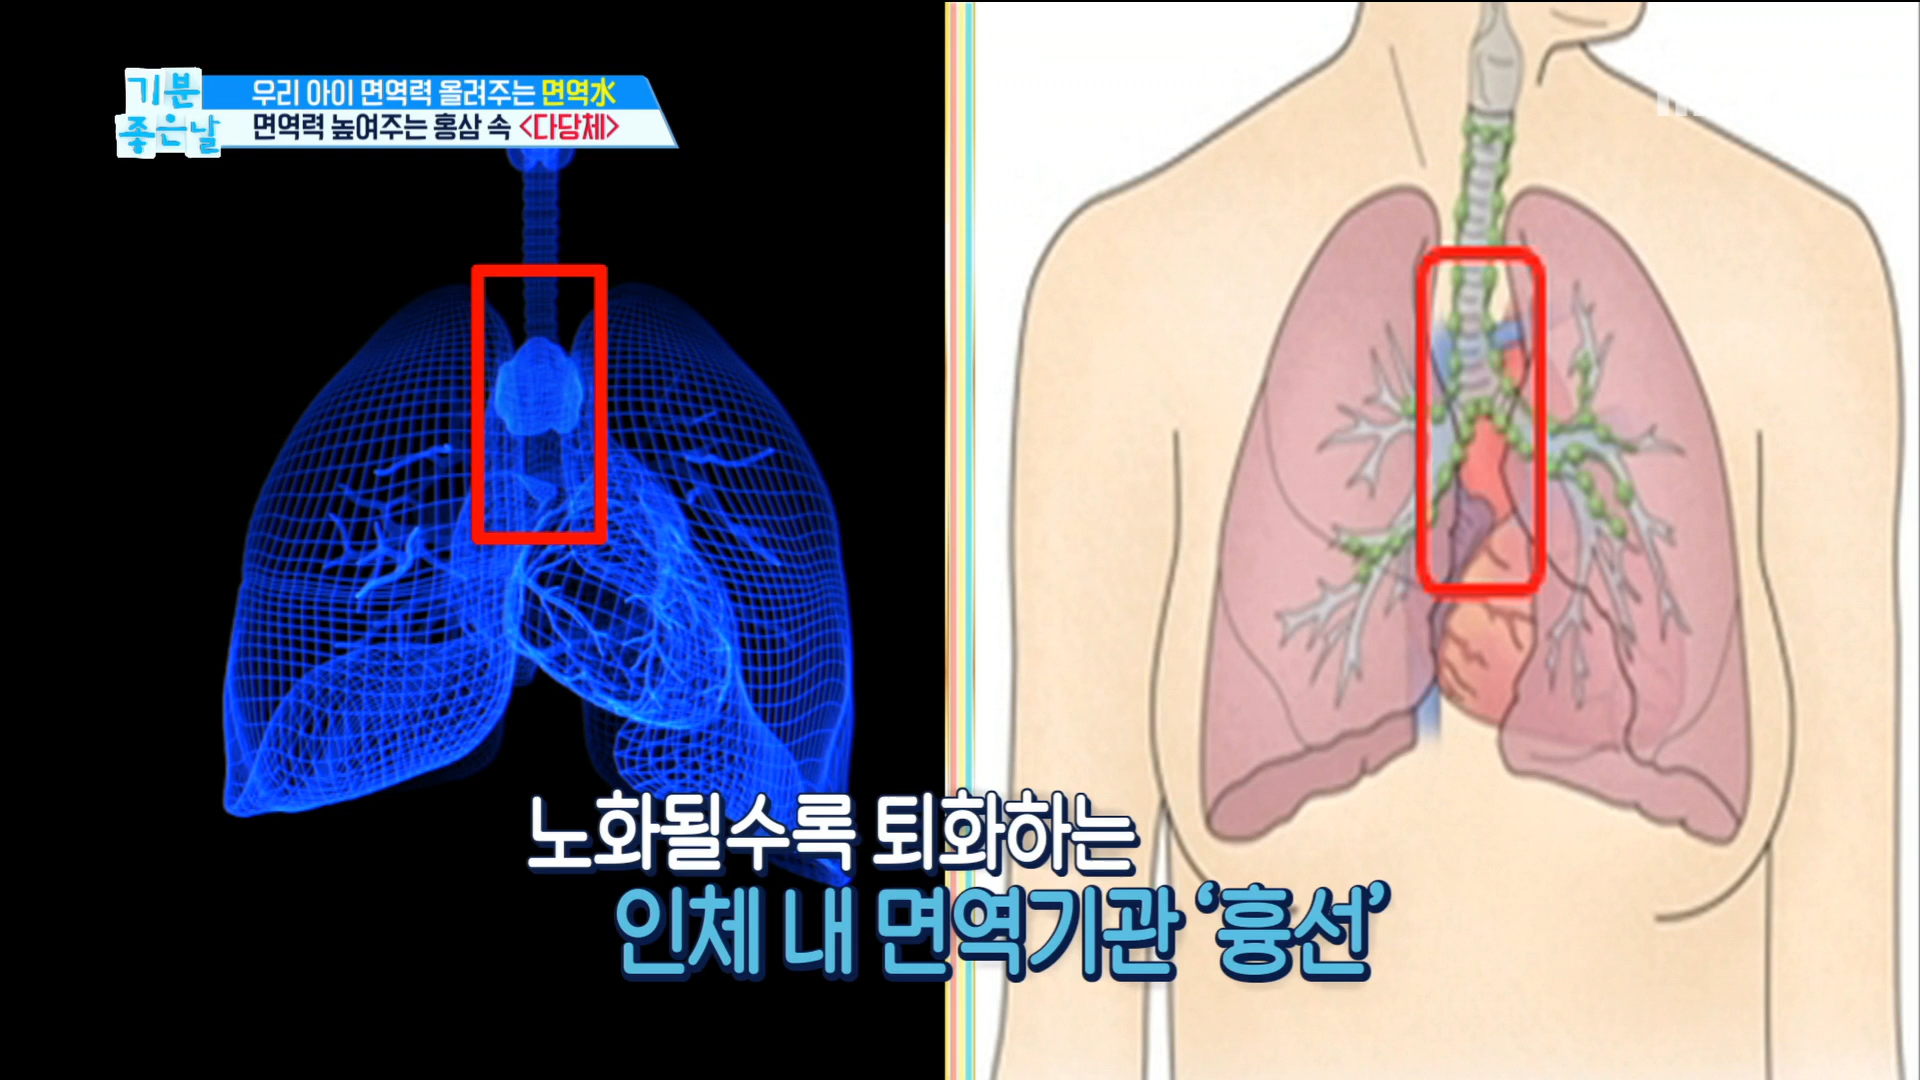 기분
좋은날
우리 아이 면역력 올려주는 면역水
면역력 높여주는 홍삼 속 <다당체>
노화될수록 퇴화하는
인체 내 면역기관 ‘흉선’